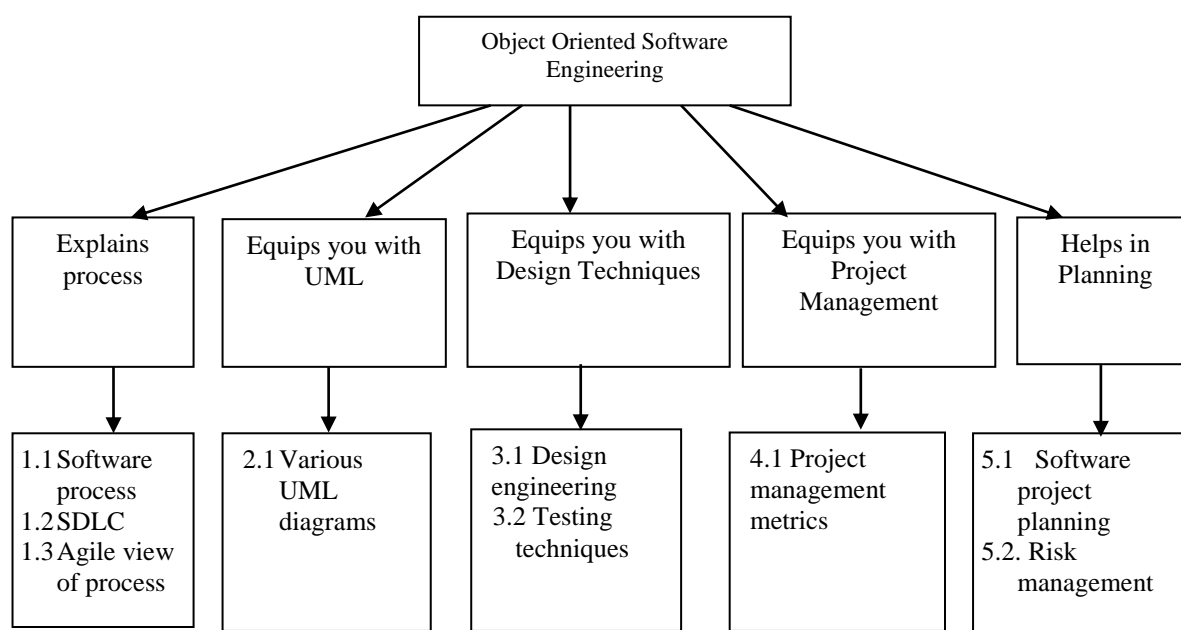 Object Oriented Software
Engineering
Explains
process
Equips you with
UML
Equips you with
Design Techniques
Equips you with
Project
Management
Helps in
Planning
1.1 Software
process
1.2 SDLC
1.3 Agile view
of process
2.1 Various
UML
diagrams
3.1 Design
engineering
3.2 Testing
techniques
4.1 Project
management
metrics
5.1 Software
project
planning
5.2. Risk
management